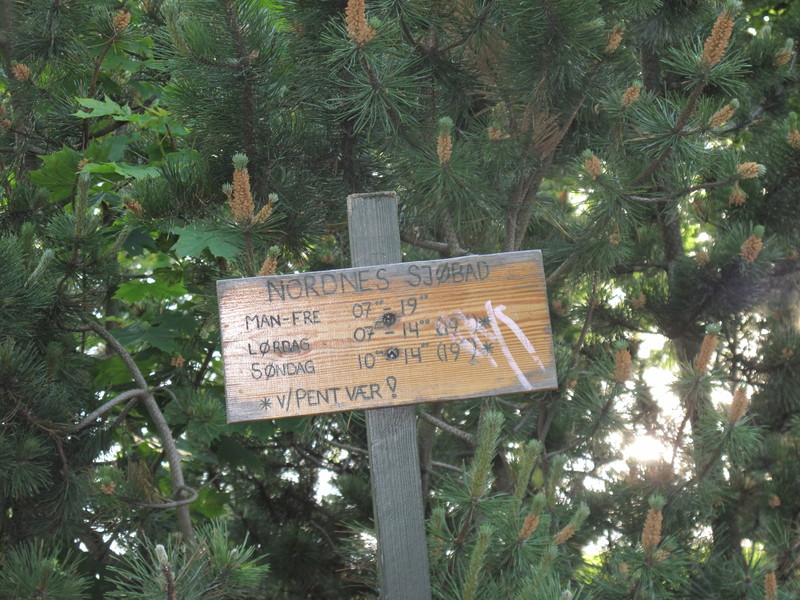 NORDNES SJØBAD
MAN-FRE 07⁰⁰ - 19⁰⁰
LØRDAG 07⁰⁰ - 14⁰⁰ (19⁰⁰)*
SØNDAG 10⁰⁰ - 14⁰⁰ (19⁰⁰)*
* V/PENT VÆR!